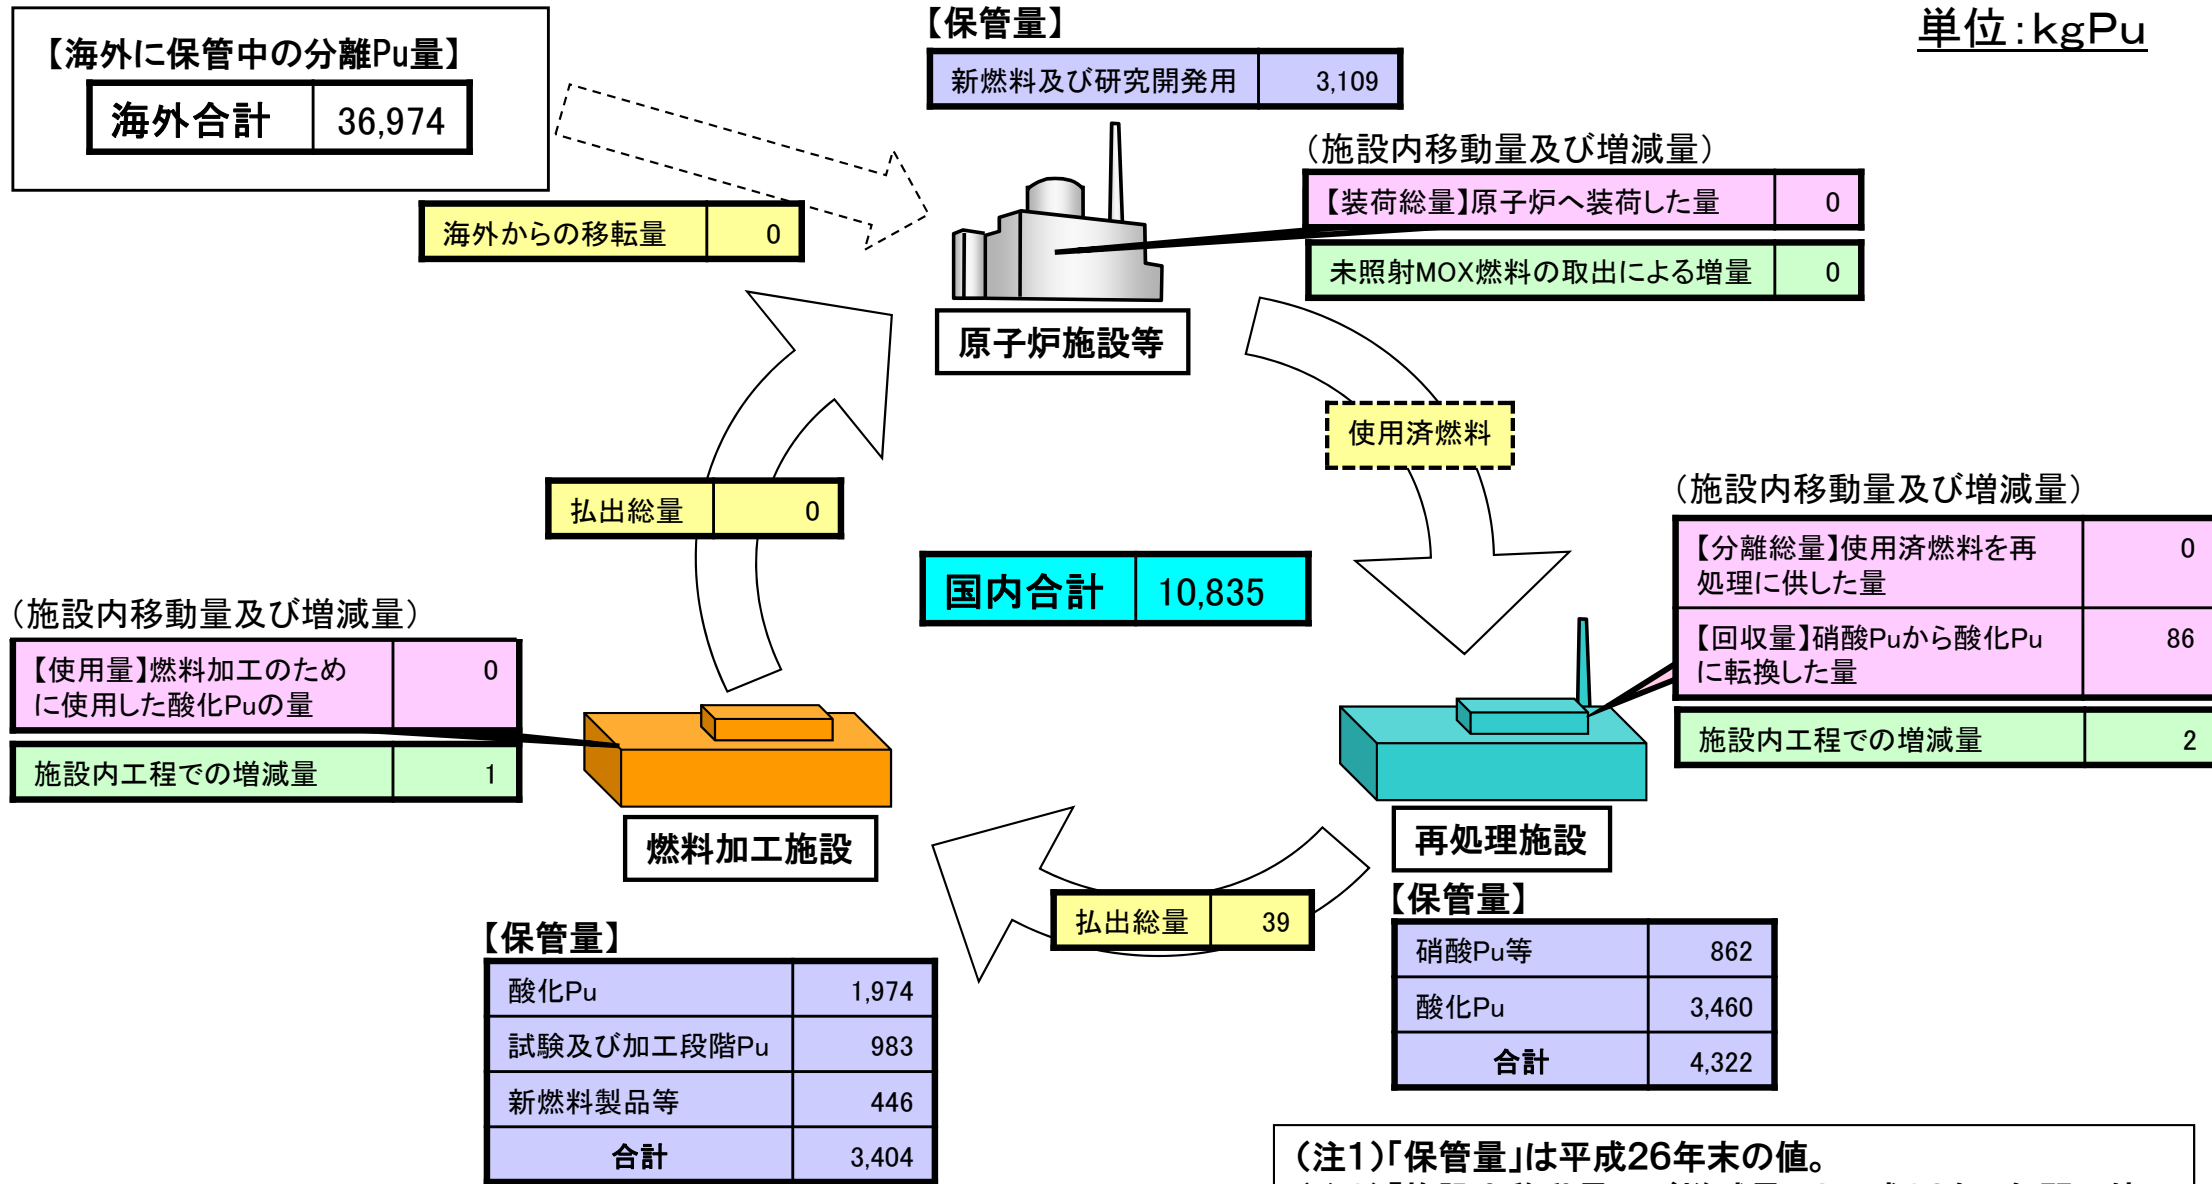 単位:kgPu
【海外に保管中の分離Pu量】
海外合計 36,974
【保管量】
新燃料及び研究開発用 3,109
(施設内移動量及び増減量)
【装荷総量】原子炉へ装荷した量 0
未照射MOX燃料の取出による増量 0
海外からの移転量 0
原子炉施設等
使用済燃料
払出総量 0
国内合計 10,835
(施設内移動量及び増減量)
【分離総量】使用済燃料を再 0
処理に供した量
【回収量】硝酸Puから酸化Pu 86
に転換した量
施設内工程での増減量 2
(施設内移動量及び増減量)
【使用量】燃料加工のため 0
に使用した酸化Puの量
施設内工程での増減量 1
燃料加工施設
再処理施設
払出総量 39
【保管量】
硝酸Pu等 862
酸化Pu 3,460
合計 4,322
【保管量】
酸化Pu 1,974
試験及び加工段階Pu 983
新燃料製品等 446
合計 3,404
(注1)「保管量」は平成26年末の値。